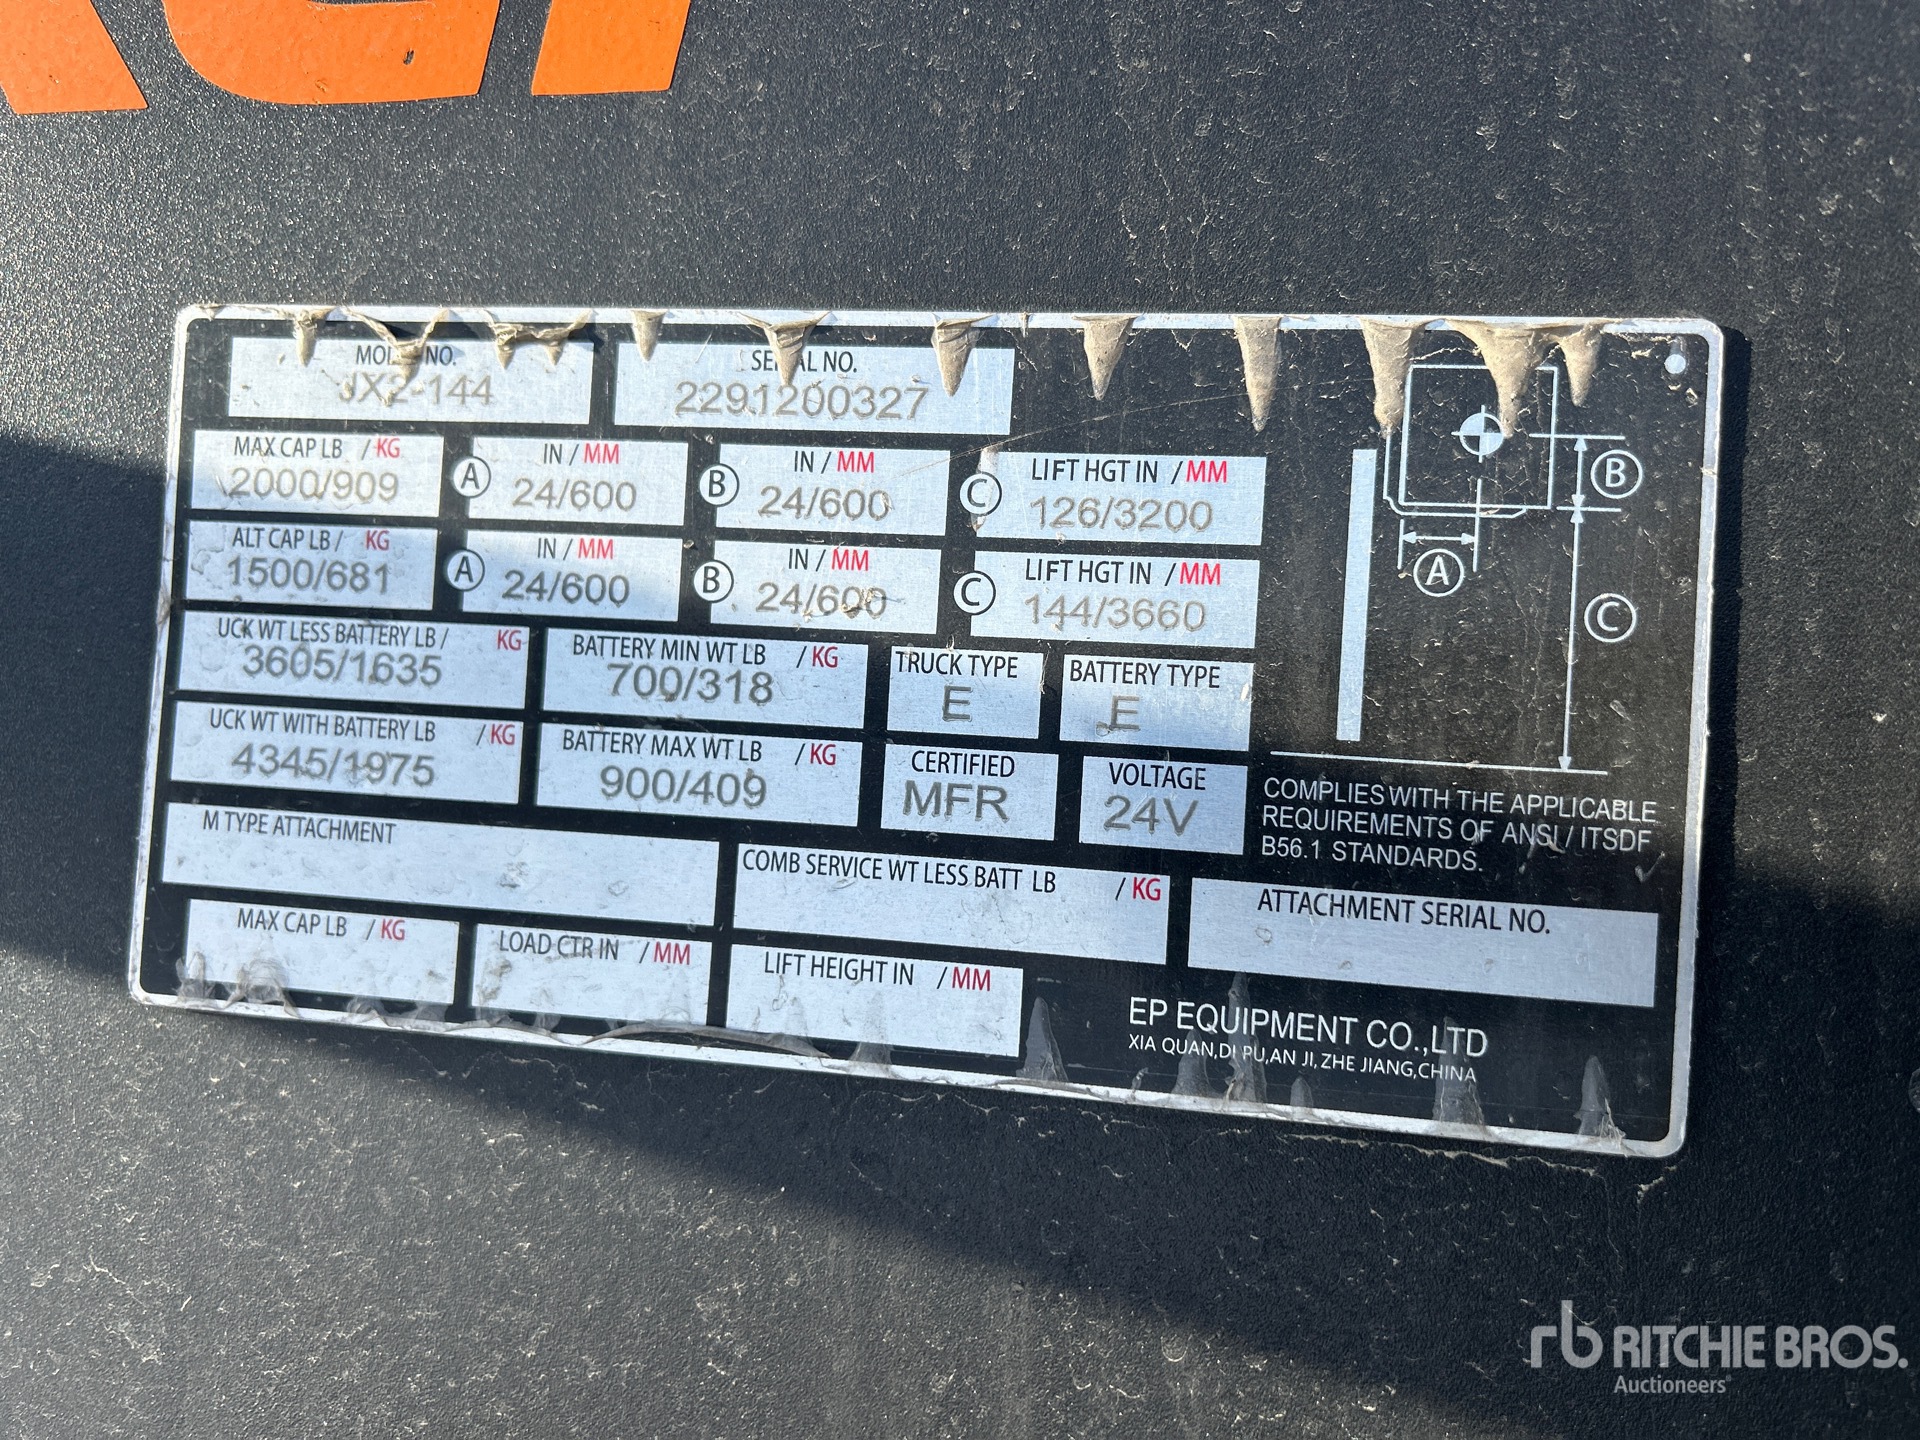 MODEL NO.
JX2-144
SERIAL NO.
2291200327
MAX CAP LB / KG
2000/909
A
IN / MM
24/600
B
IN / MM
24/600
C
LIFT HGT IN / MM
126/3200
ALT CAP LB / KG
1500/681
A
IN / MM
24/600
B
IN / MM
24/600
C
LIFT HGT IN / MM
144/3660
UCK WT LESS BATTERY LB / KG
3605/1635
BATTERY MIN WT LB / KG
700/318
TRUCK TYPE
E
BATTERY TYPE
E
UCK WT WITH BATTERY LB / KG
4345/1975
BATTERY MAX WT LB / KG
900/409
CERTIFIED
MFR
VOLTAGE
24V
B
A
C
COMPLIES WITH THE APPLICABLE
REQUIREMENTS OF ANSI / ITSDF
B56.1 STANDARDS.
M TYPE ATTACHMENT
COMB SERVICE WT LESS BATT LB / KG
ATTACHMENT SERIAL NO.
MAX CAP LB / KG
LOAD CTR IN / MM
LIFT HEIGHT IN / MM
EP EQUIPMENT CO.,LTD
XIA QUAN,DI PU,AN JI,ZHE JIANG,CHINA
rb RITCHIE BROS.
Auctioneers